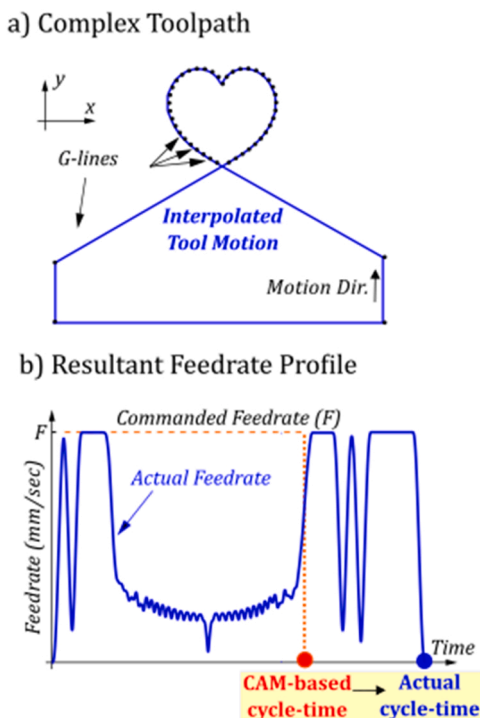 a) Complex Toolpath
y
x
G-lines
Interpolated
Tool Motion
Motion Dir.
b) Resultant Feedrate Profile
Commanded Feedrate (F)
F
Actual Feedrate
Feedrate (mm/sec)
Time
CAM-based
cycle-time
Actual
cycle-time